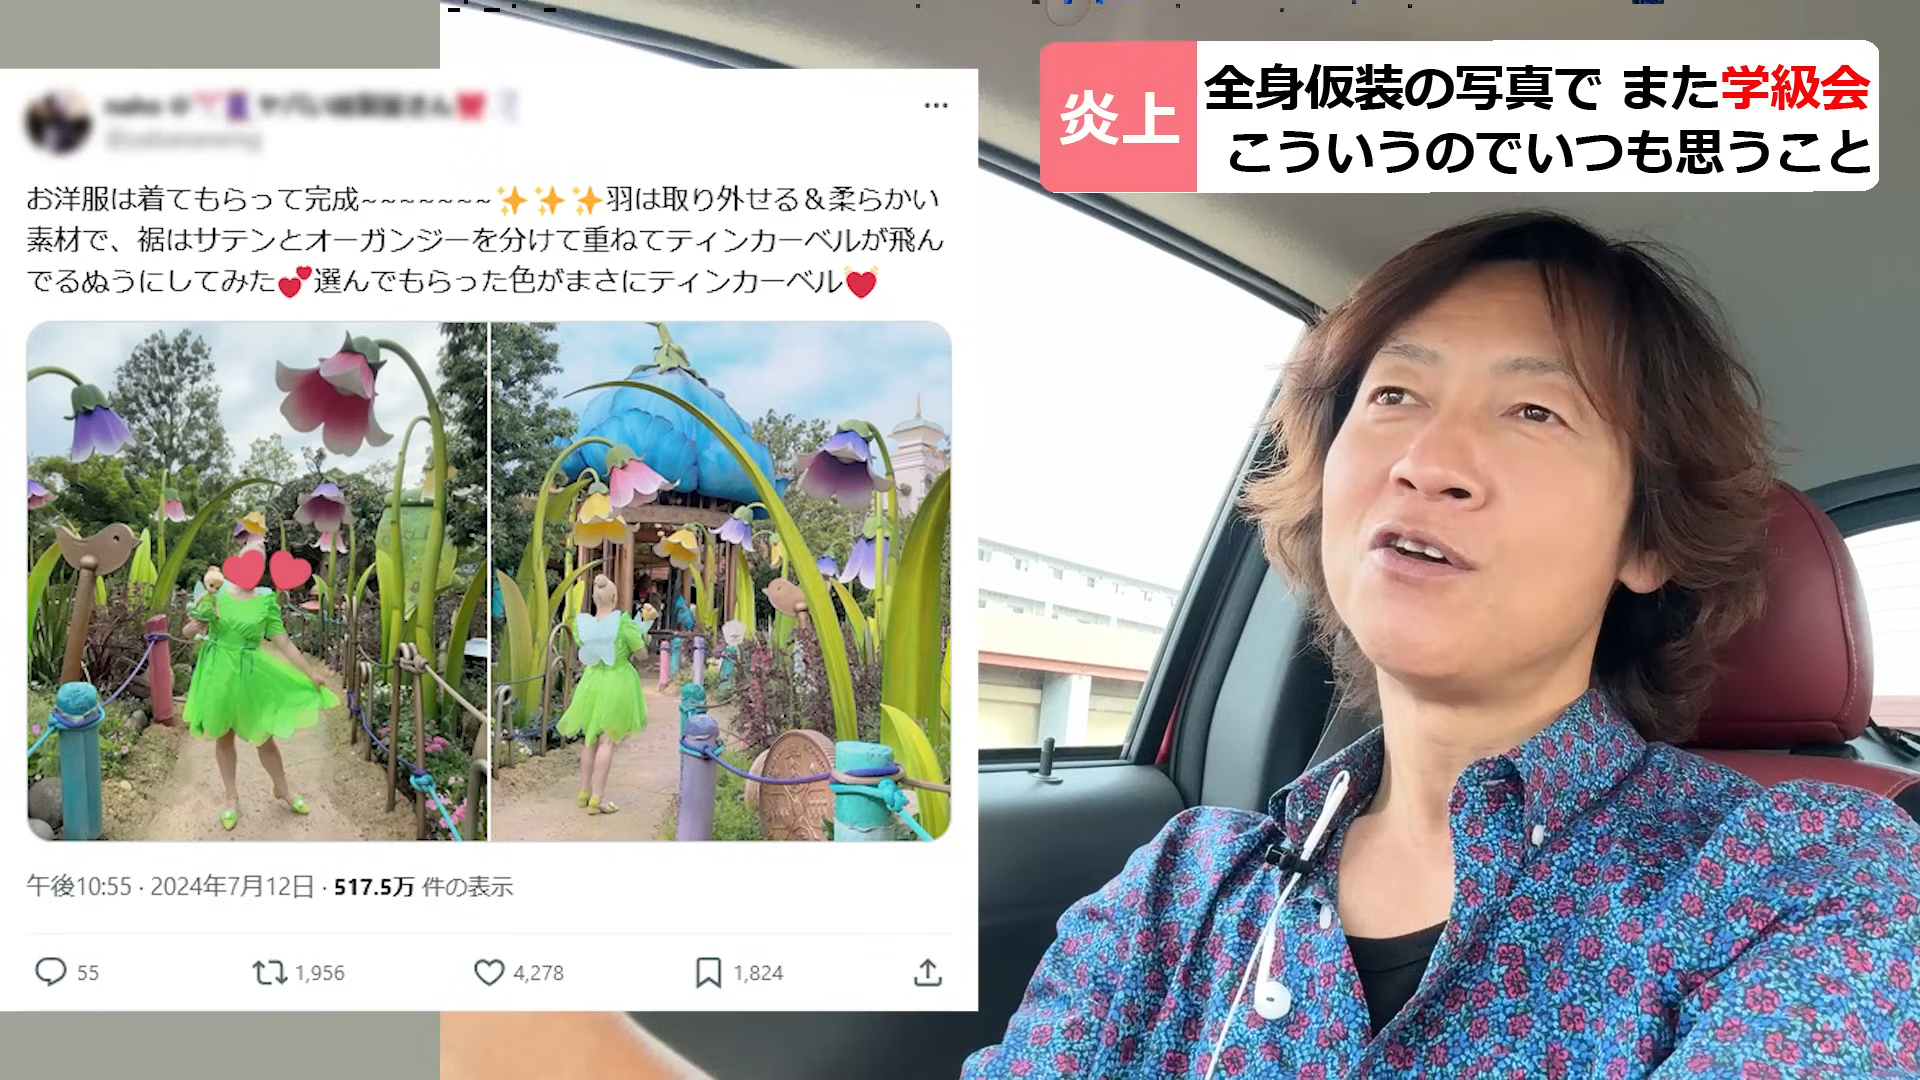 炎上
全身仮装の写真で また学級会
こういうのでいつも思うこと
お洋服は着てもらって完成~~~~~~~✨✨✨羽は取り外せる＆柔らかい
素材で、裾はサテンとオーガンジーを分けて重ねてティンカーベルが飛ん
でるぬうにしてみた💕選んでもらった色がまさにティンカーベル💓
午後10:55 · 2024年7月12日 · 517.5万 件の表示
55 1,956 4,278 1,824